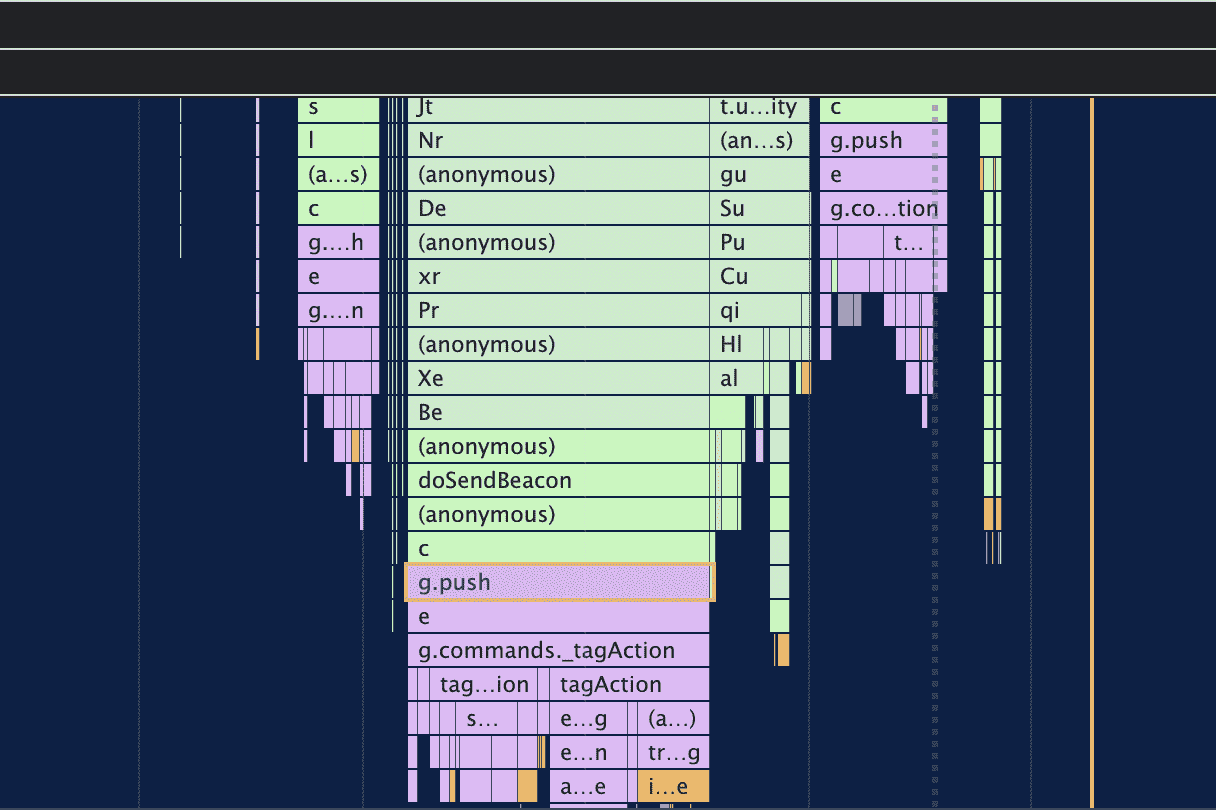 s Jt t.u...ity c
l Nr (an...s) g.push
(a...s) (anonymous) gu e
c De Su g.co...tion
g....h (anonymous) Pu t...
e xr Cu
g....n Pr qi
(anonymous) Hl
Xe al
Be
(anonymous)
doSendBeacon
(anonymous)
c
g.push
e
g.commands._tagAction
tag...ion tagAction
s... e...g (a...)
e...n tr...g
a...e i...e